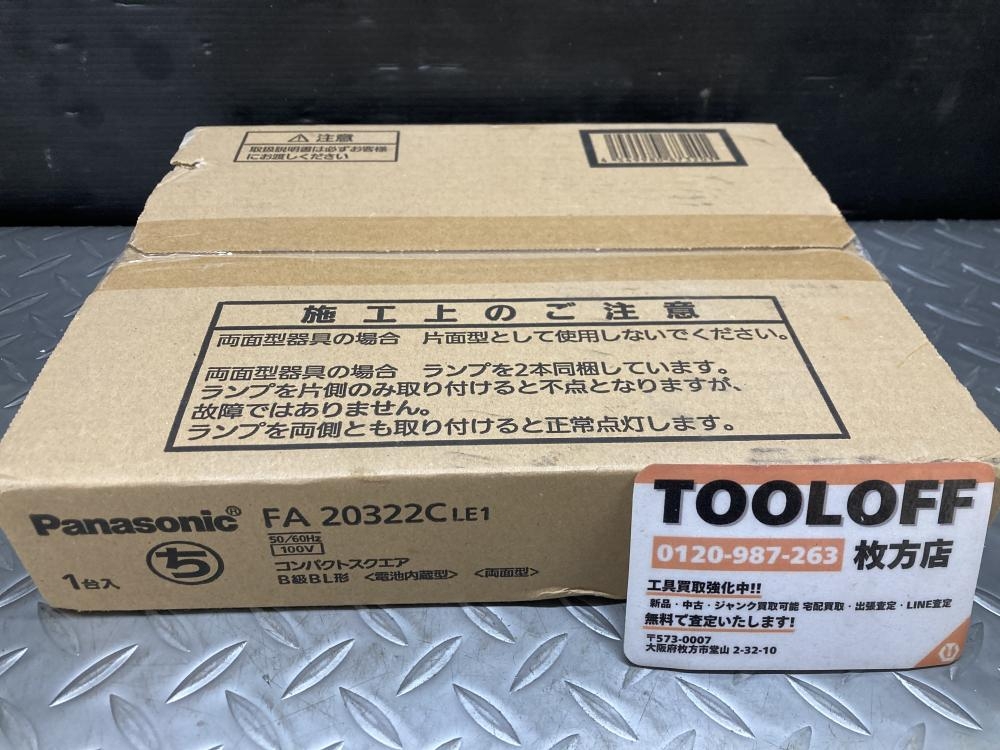 ⚠ 注意
取扱説明書は必ずお客様
にお渡しください
施工上のご注意
両面型器具の場合 片面型として使用しないでください。
両面型器具の場合 ランプを2本同梱しています。
ランプを片側のみ取り付けると不点となりますが、
故障ではありません。
ランプを両側とも取り付けると正常点灯します。
Panasonic® FA 20322C LE1
50/60Hz
100V
コンパクトスクエア
B級BL形 〈電池内蔵型〉 〈両面型〉
ち
1台入
TOOLOFF
0120-987-263 枚方店
工具買取強化中!!
新品・中古・ジャンク買取可能 宅配買取・出張査定・LINE査定
無料で査定いたします!
〒573-0007
大阪府枚方市堂山 2-32-10